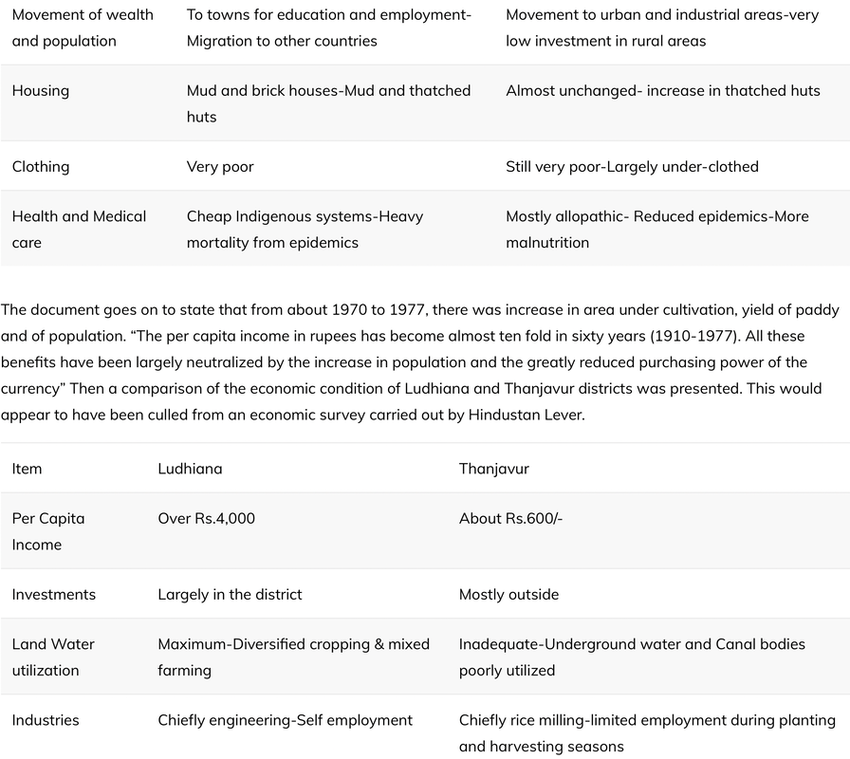 Movement of wealth To towns for education and employment- Movement to urban and industrial areas-very
and population Migration to other countries low investment in rural areas
Housing Mud and brick houses-Mud and thatched Almost unchanged- increase in thatched huts
huts
Clothing Very poor Still very poor-Largely under-clothed
Health and Medical Cheap Indigenous systems-Heavy Mostly allopathic- Reduced epidemics-More
care mortality from epidemics malnutrition
The document goes on to state that from about 1970 to 1977, there was increase in area under cultivation, yield of paddy
and of population. “The per capita income in rupees has become almost ten fold in sixty years (1910-1977). All these
benefits have been largely neutralized by the increase in population and the greatly reduced purchasing power of the
currency” Then a comparison of the economic condition of Ludhiana and Thanjavur districts was presented. This would
appear to have been culled from an economic survey carried out by Hindustan Lever.
Item Ludhiana Thanjavur
Per Capita Over Rs.4,000 About Rs.600/-
Income
Investments Largely in the district Mostly outside
Land Water Maximum-Diversified cropping & mixed Inadequate-Underground water and Canal bodies
utilization farming poorly utilized
Industries Chiefly engineering-Self employment Chiefly rice milling-limited employment during planting
and harvesting seasons